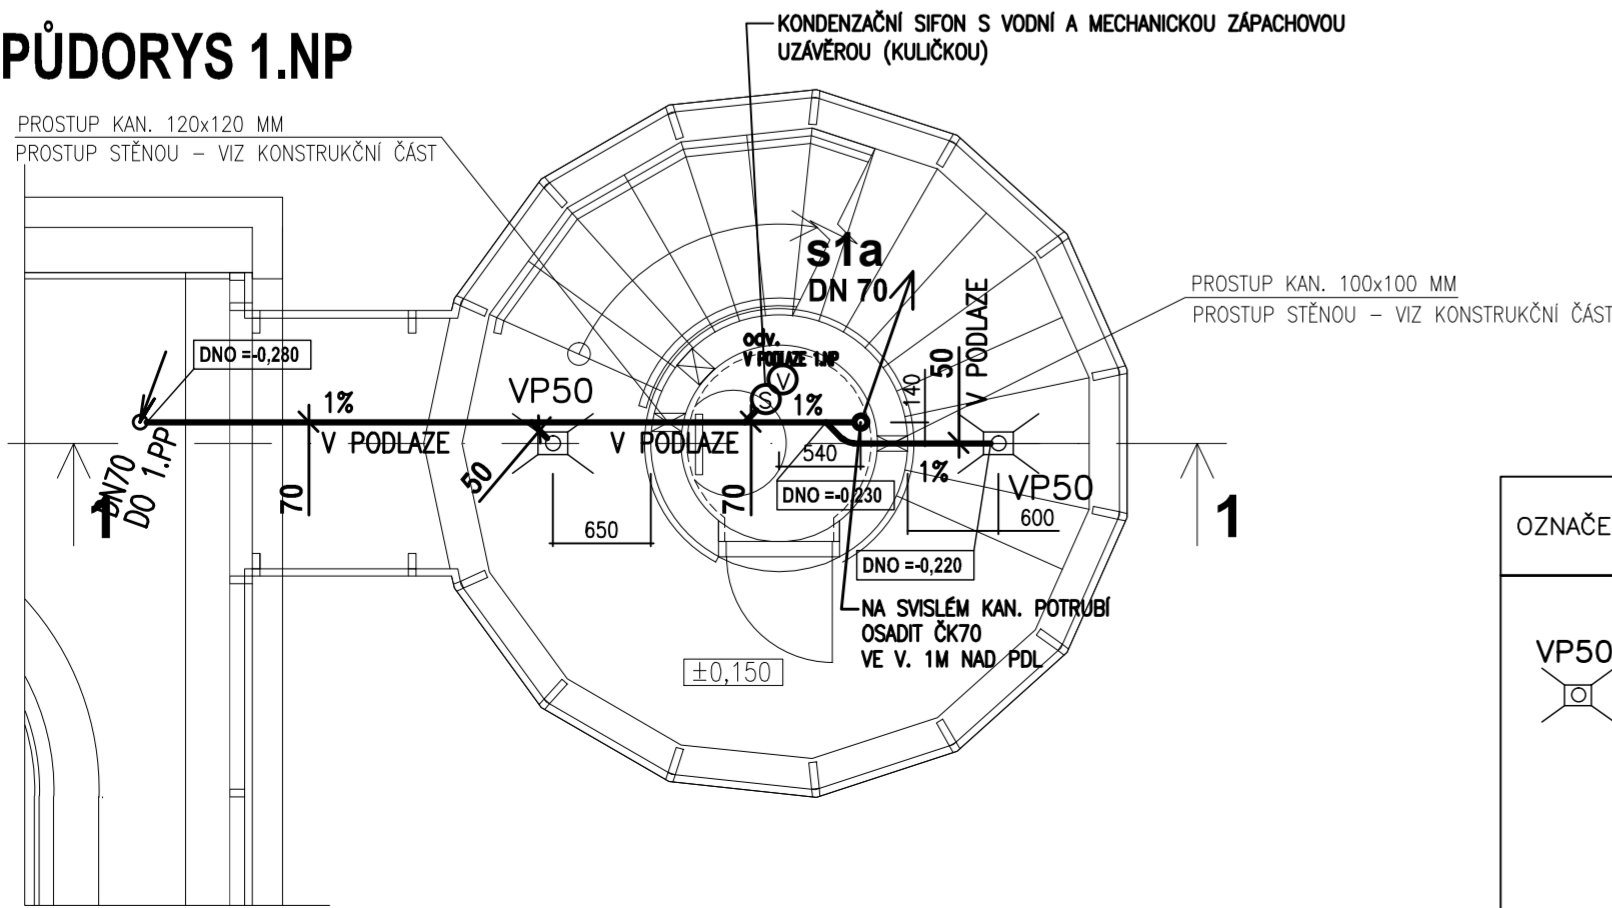 PŮDORYS 1.NP
KONDENZAČNÍ SIFON S VODNÍ A MECHANICKOU ZÁPACHOVOU
UZÁVĚROU (KULIČKOU)
PROSTUP KAN. 120x120 MM
PROSTUP STĚNOU – VIZ KONSTRUKČNÍ ČÁST
s1a
DN 70
PROSTUP KAN. 100x100 MM
PROSTUP STĚNOU – VIZ KONSTRUKČNÍ ČÁST
V PODLAZE
50
140
ODV.
V PODLAZE 1.NP
V
S
DNO =-0,280
VP50
1%
1%
V PODLAZE
V PODLAZE
DN70
DO 1.PP
70
50
70
540
1%
DNO =-0,230
VP50
650
600
1
1
DNO =-0,220
NA SVISLÉM KAN. POTRUBÍ
OSADIT ČK70
VE V. 1M NAD PDL
±0,150
OZNAČE
VP50